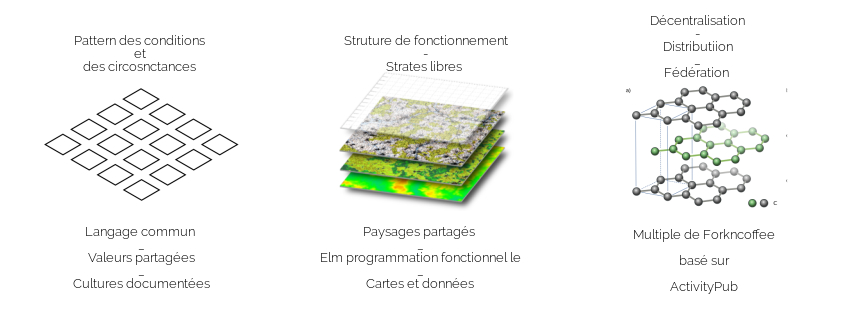 Pattern des conditions
et
des circosnctances
Langage commun
–
Valeurs partagées
–
Cultures documentées
Struture de fonctionnement
-
Strates libres
Paysages partagés
–
Elm programmation fonctionnel le
–
Cartes et données
Décentralisation
–
Distributiion
–
Fédération
a)
C
Multiple de Forkncoffee
basé sur
ActivityPub